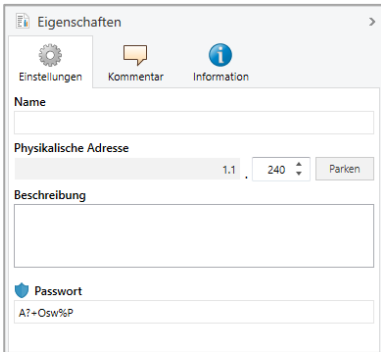 Eigenschaften
Einstellungen Kommentar Information
Name
Physikalische Adresse
1.1 . 240 Parken
Beschreibung
Passwort
A?+Osw%P